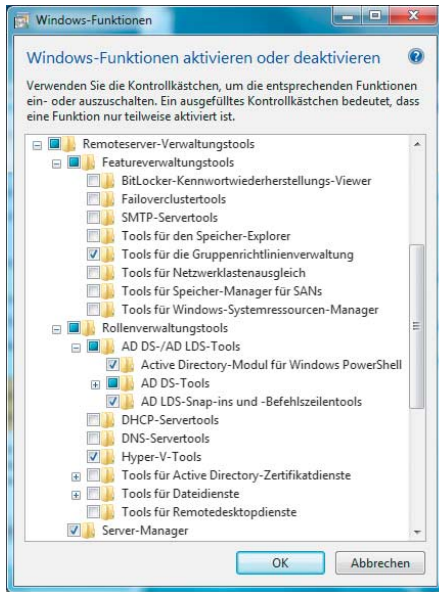 Windows-Funktionen
Windows-Funktionen aktivieren oder deaktivieren
Verwenden Sie die Kontrollkästchen, um die entsprechenden Funktionen
ein- oder auszuschalten. Ein ausgefülltes Kontrollkästchen bedeutet, dass
eine Funktion nur teilweise aktiviert ist.
Remoteserver-Verwaltungstools
Featureverwaltungstools
BitLocker-Kennwortwiederherstellungs-Viewer
Failoverclustertools
SMTP-Servertools
Tools für den Speicher-Explorer
Tools für die Gruppenrichtlinienverwaltung
Tools für Netzwerklastenausgleich
Tools für Speicher-Manager für SANs
Tools für Windows-Systemressourcen-Manager
Rollenverwaltungstools
AD DS-/AD LDS-Tools
Active Directory-Modul für Windows PowerShell
AD DS-Tools
AD LDS-Snap-ins und -Befehlszeilentools
DHCP-Servertools
DNS-Servertools
Hyper-V-Tools
Tools für Active Directory-Zertifikatdienste
Tools für Dateidienste
Tools für Remotedesktopdienste
Server-Manager
OK
Abbrechen